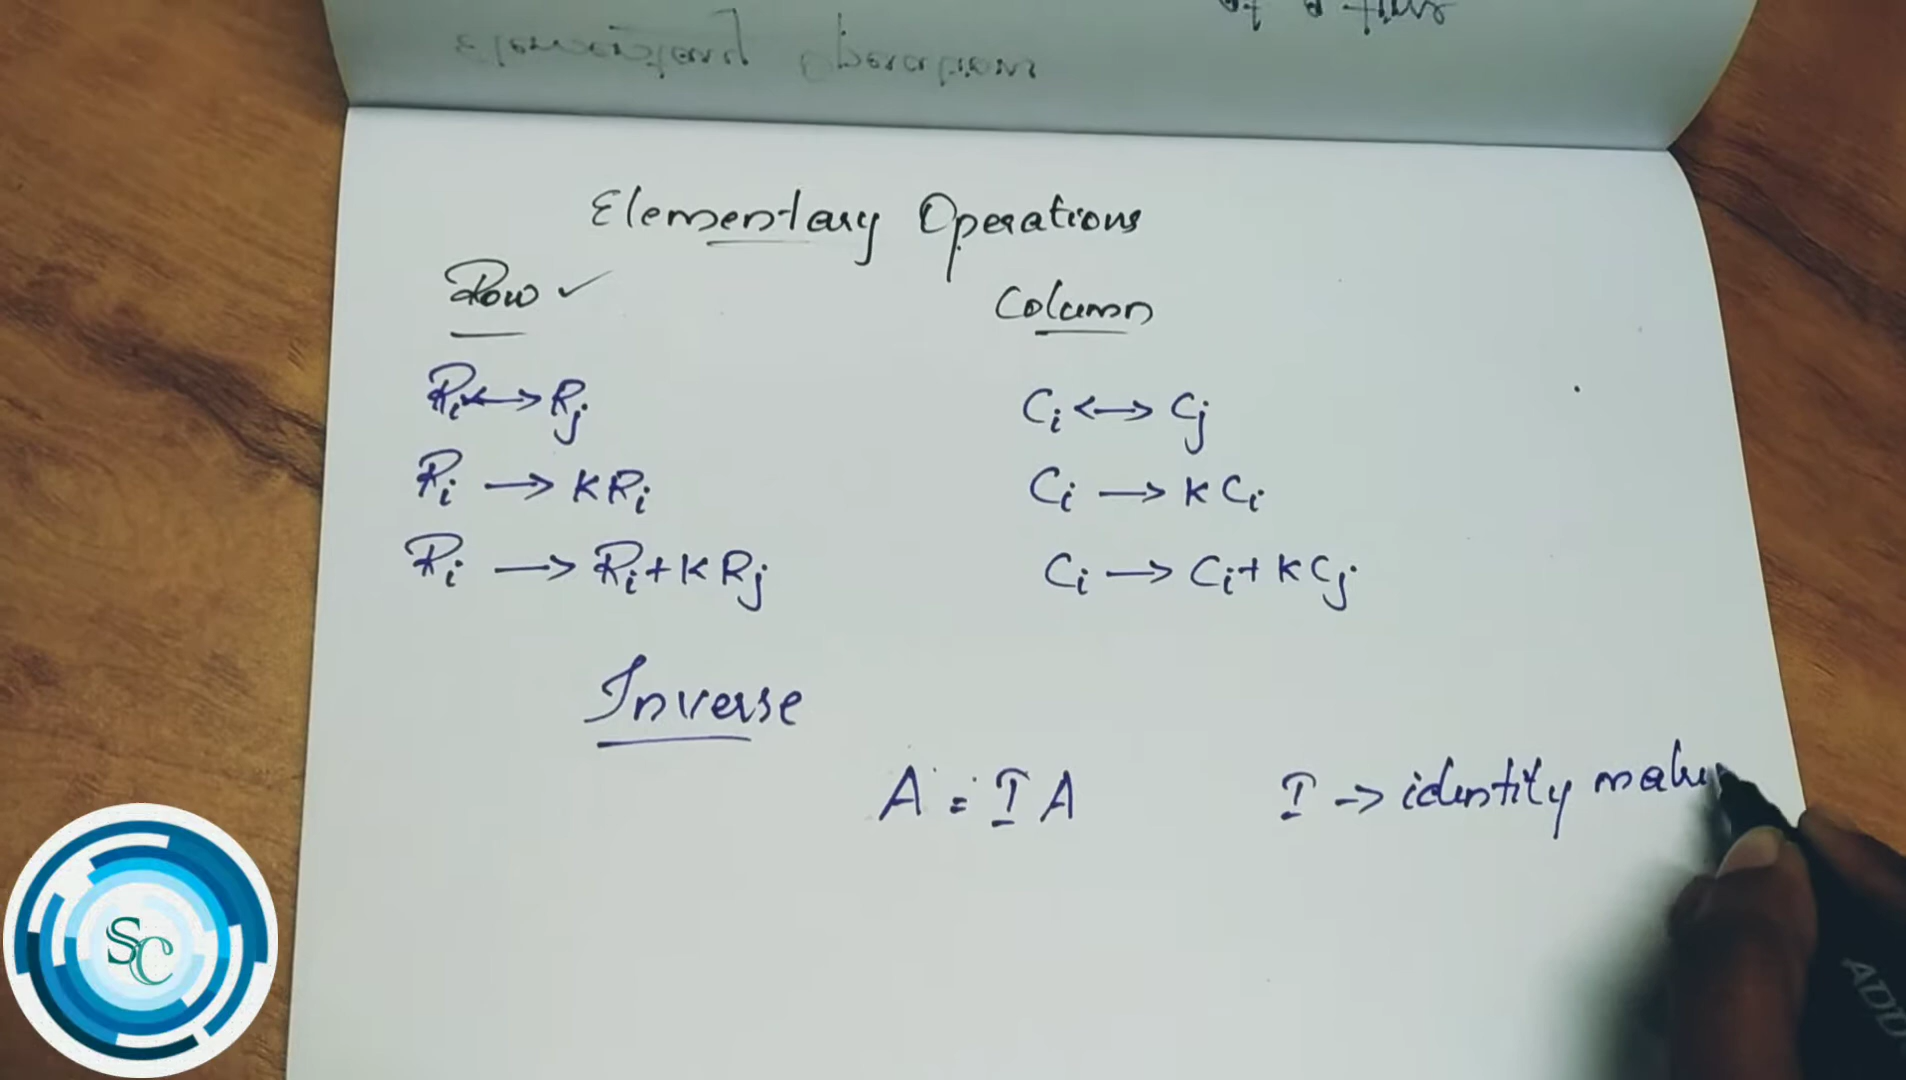 Elementary Operations
Row ✓
Column
Ri ↔ Rj
Ci ↔ Cj
Ri → KRi
Ci → KCi
Ri → Ri+KRj
Ci → Ci+KCj
Inverse
A = IA
I → identity
SC
ADD